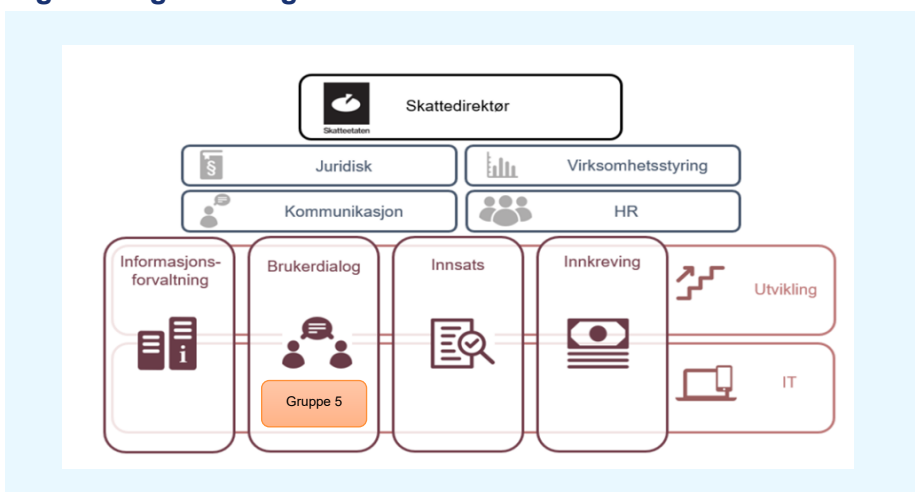 Skattedirektør
Skatteetaten
§ Juridisk
Virksomhetsstyring
Kommunikasjon
HR
Informasjons-
forvaltning
Brukerdialog
Innsats
Innkreving
Utvikling
i
IT
Gruppe 5